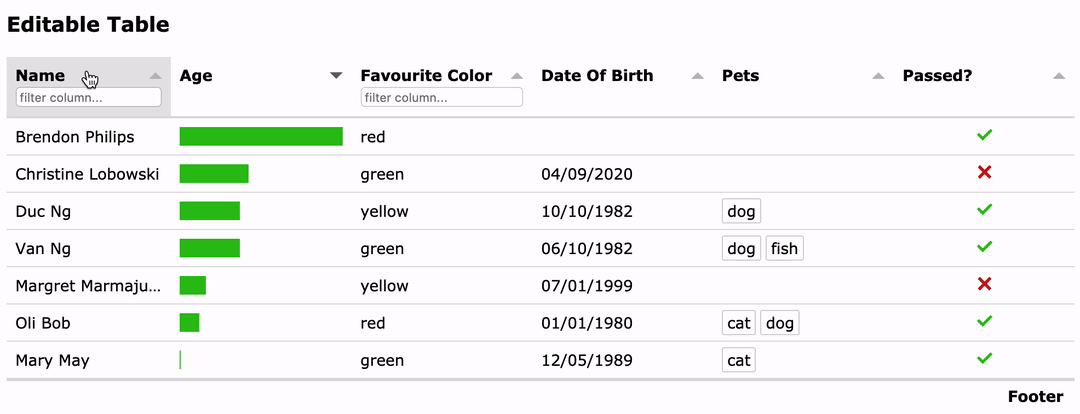 Editable Table
Name Age Favourite Color Date Of Birth Pets Passed?
filter column... filter column...
Brendon Philips red
Christine Lobowski green 04/09/2020
Duc Ng yellow 10/10/1982 dog
Van Ng green 06/10/1982 dog fish
Margret Marmaju... yellow 07/01/1999
Oli Bob red 01/01/1980 cat dog
Mary May green 12/05/1989 cat
Footer